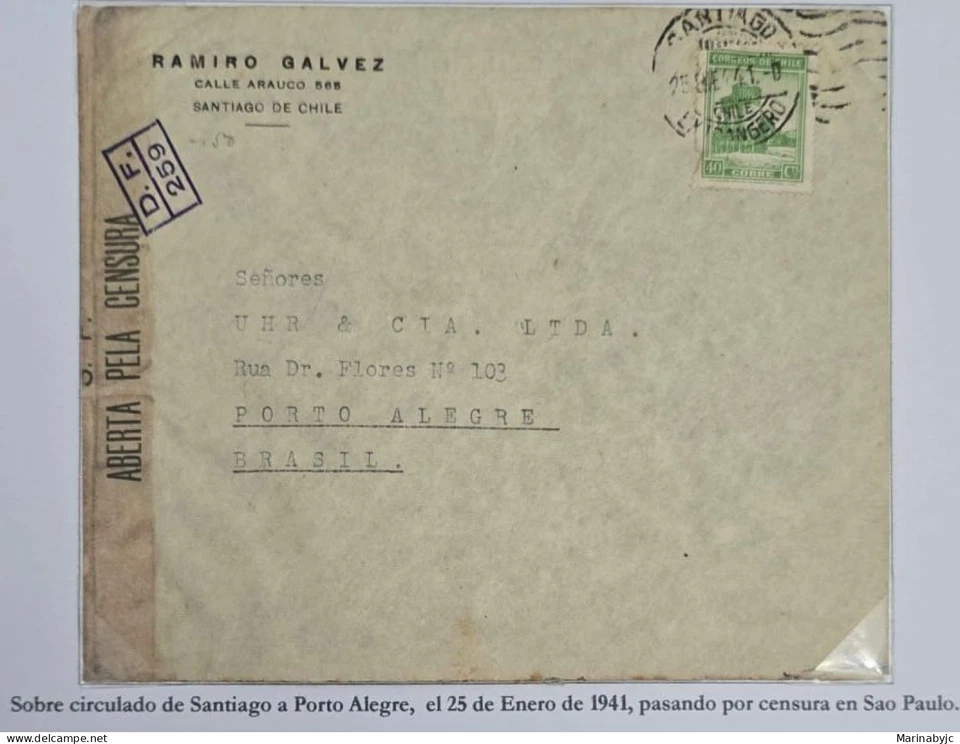 RAMIRO GALVEZ
CALLE ARAUCO 568
SANTIAGO DE CHILE
D. F.
259
ABERTA PELA CENSURA
SANTIAGO
CHILE
CORREOS DE CHILE
40 Cs
COBRE
Señores
UHR & CIA. LTDA.
Rua Dr. Flores Nº 103
PORTO ALEGRE
BRASIL.
Sobre circulado de Santiago a Porto Alegre, el 25 de Enero de 1941, pasando por censura en Sao Paulo.
www.delcampe.net
Marinabyjc